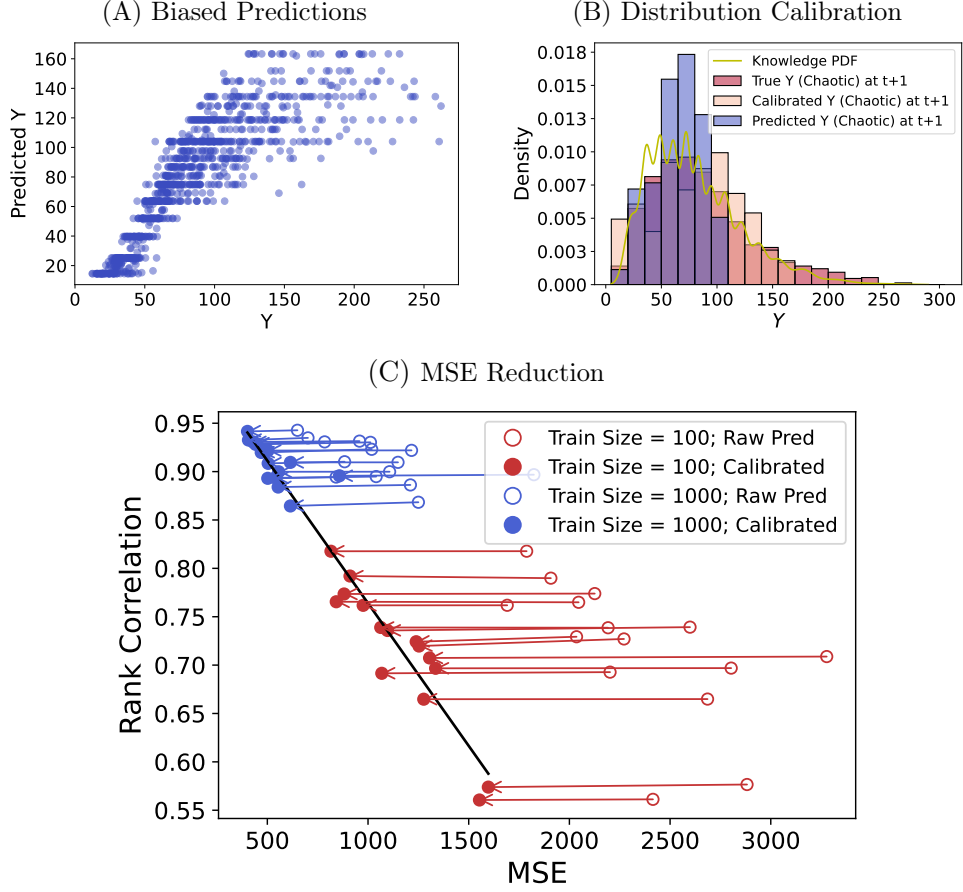 (A) Biased Predictions
(B) Distribution Calibration
160
140
120
100
80
60
40
20
Predicted Y
0
50
100
150
200
250
Y
0.018
0.015
0.013
0.010
0.007
0.005
0.003
0.000
Density
Knowledge PDF
True Y (Chaotic) at t+1
Calibrated Y (Chaotic) at t+1
Predicted Y (Chaotic) at t+1
0
50
100
150
200
250
300
Y
(C) MSE Reduction
0.95
0.90
0.85
0.80
0.75
0.70
0.65
0.60
0.55
Rank Correlation
Train Size = 100; Raw Pred
Train Size = 100; Calibrated
Train Size = 1000; Raw Pred
Train Size = 1000; Calibrated
500
1000
1500
2000
2500
3000
MSE